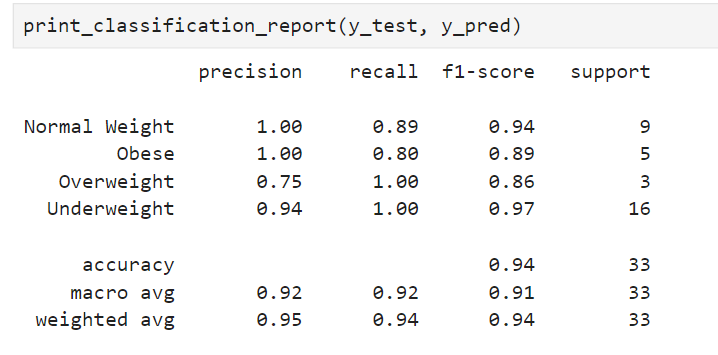 print_classification_report(y_test, y_pred)
precision recall f1-score support
Normal Weight 1.00 0.89 0.94 9
Obese 1.00 0.80 0.89 5
Overweight 0.75 1.00 0.86 3
Underweight 0.94 1.00 0.97 16
accuracy 0.94 33
macro avg 0.92 0.92 0.91 33
weighted avg 0.95 0.94 0.94 33